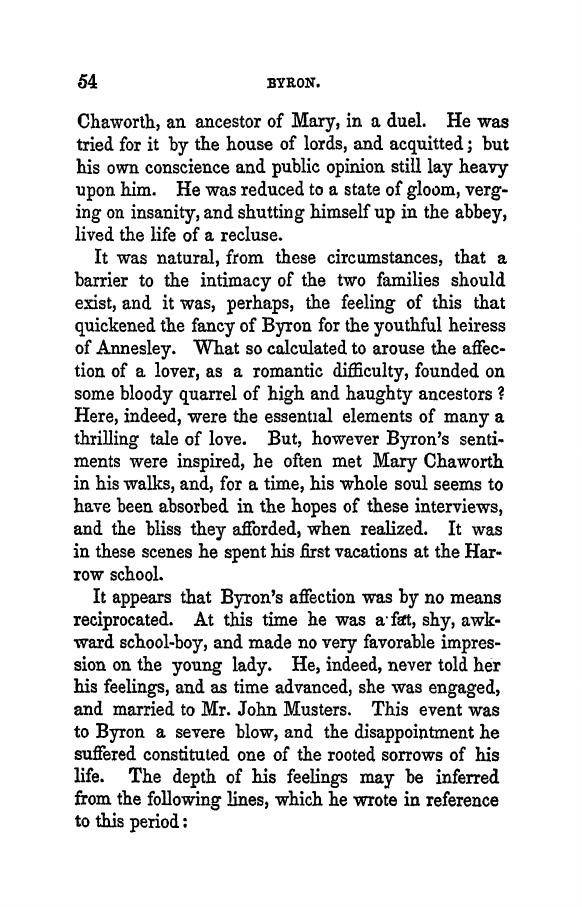 54 BYRON.
Chaworth, an ancestor of Mary, in a duel. He was
tried for it by the house of lords, and acquitted; but
his own conscience and public opinion still lay heavy
upon him. He was reduced to a state of gloom, verg-
ing on insanity, and shutting himself up in the abbey,
lived the life of a recluse.
It was natural, from these circumstances, that a
barrier to the intimacy of the two families should
exist, and it was, perhaps, the feeling of this that
quickened the fancy of Byron for the youthful heiress
of Annesley. What so calculated to arouse the affec-
tion of a lover, as a romantic difficulty, founded on
some bloody quarrel of high and haughty ancestors?
Here, indeed, were the essential elements of many a
thrilling tale of love. But, however Byron's senti-
ments were inspired, he often met Mary Chaworth
in his walks, and, for a time, his whole soul seems to
have been absorbed in the hopes of these interviews,
and the bliss they afforded, when realized. It was
in these scenes he spent his first vacations at the Har-
row school.
It appears that Byron's affection was by no means
reciprocated. At this time he was a fat, shy, awk-
ward school-boy, and made no very favorable impres-
sion on the young lady. He, indeed, never told her
his feelings, and as time advanced, she was engaged,
and married to Mr. John Musters. This event was
to Byron a severe blow, and the disappointment he
suffered constituted one of the rooted sorrows of his
life. The depth of his feelings may be inferred
from the following lines, which he wrote in reference
to this period: